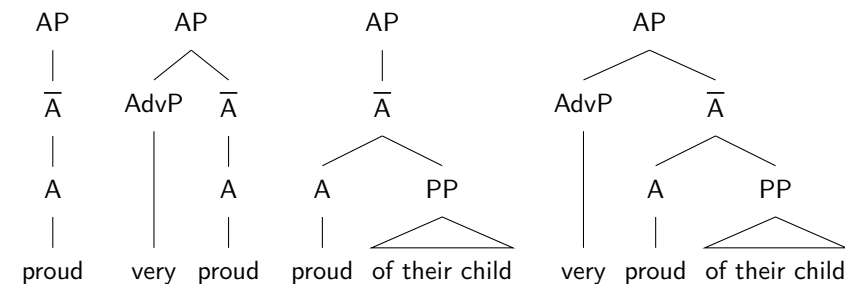 AP AP AP AP
A̅ AdvP A̅ A̅ AdvP A̅
A A A PP A PP
proud very proud proud of their child very proud of their child